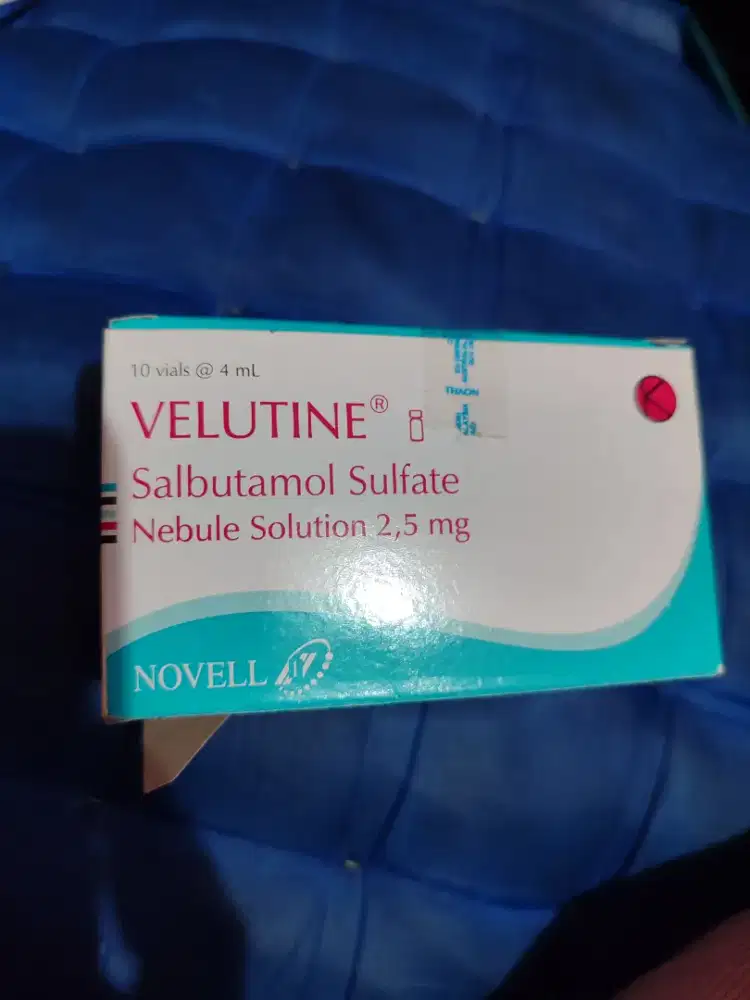 10 vials @ 4 mL
VELUTINE®
Salbutamol Sulfate
Nebule Solution 2,5 mg
NOVELL
K